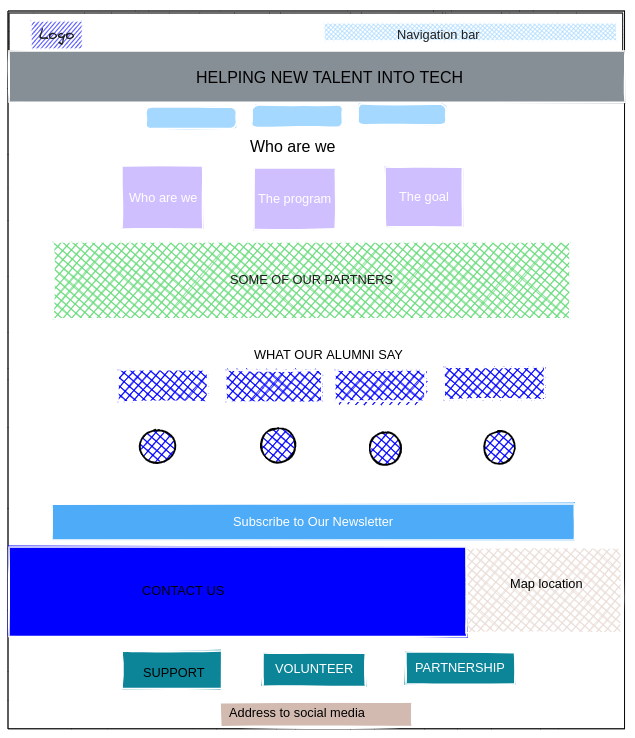 Logo
Navigation bar
HELPING NEW TALENT INTO TECH
Who are we
Who are we
The program
The goal
SOME OF OUR PARTNERS
WHAT OUR ALUMNI SAY
Subscribe to Our Newsletter
CONTACT US
Map location
SUPPORT
VOLUNTEER
PARTNERSHIP
Address to social media